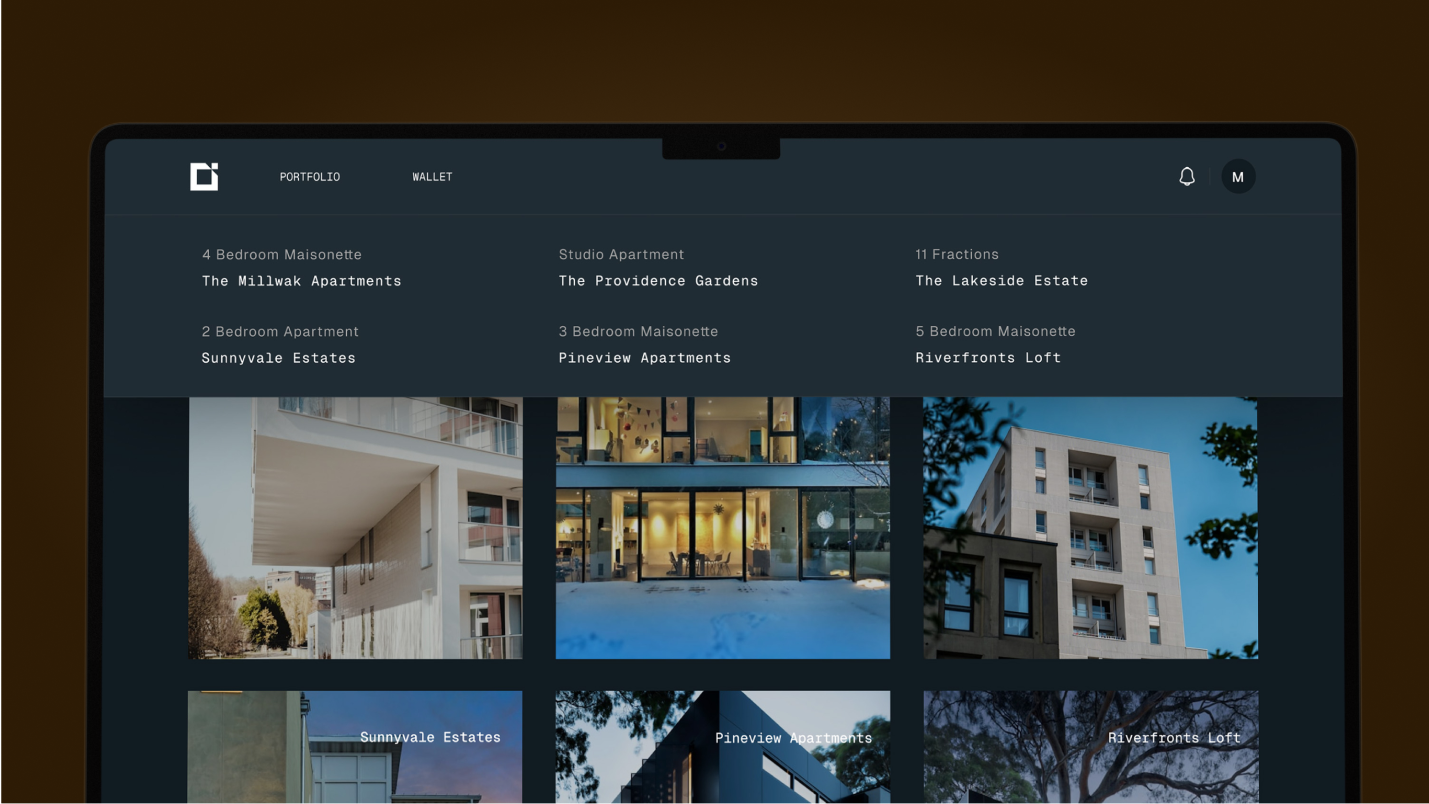 PORTFOLIO
WALLET
M
4 Bedroom Maisonette
The Millwak Apartments
Studio Apartment
The Providence Gardens
11 Fractions
The Lakeside Estate
2 Bedroom Apartment
Sunnyvale Estates
3 Bedroom Maisonette
Pineview Apartments
5 Bedroom Maisonette
Riverfronts Loft
Sunnyvale Estates
Pineview Apartments
Riverfronts Loft